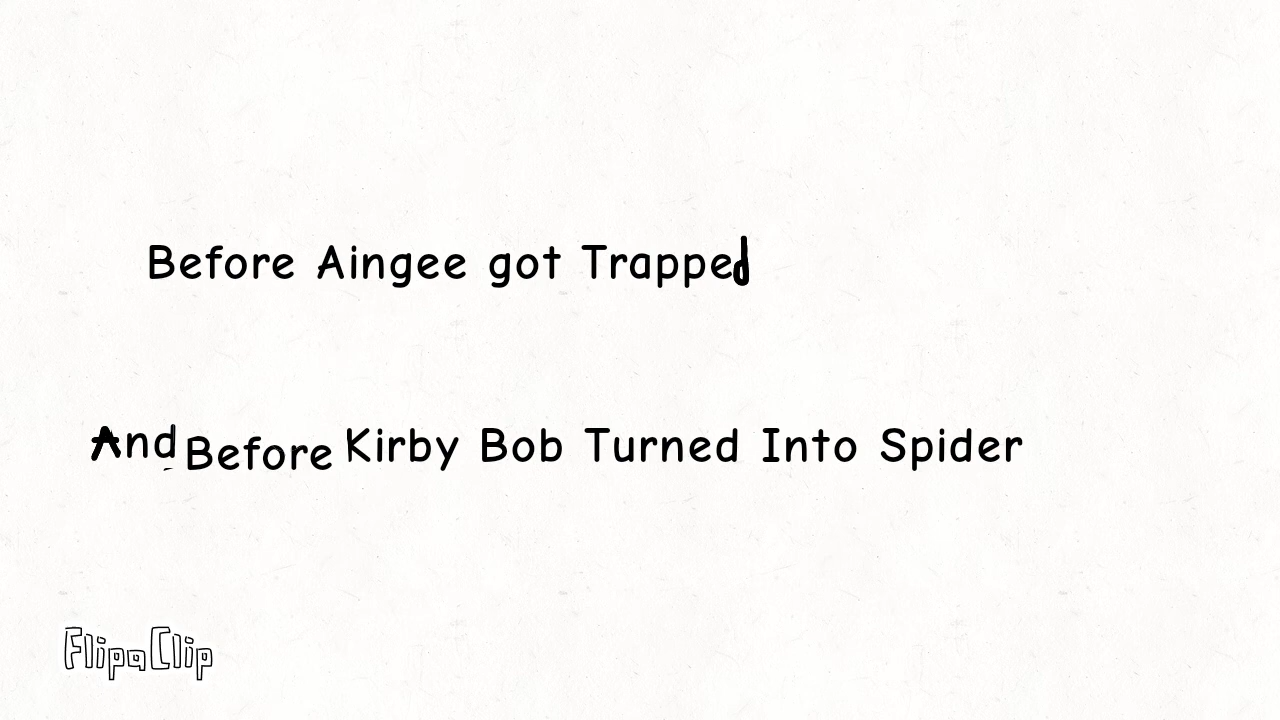 Before Aingee got Trapped
And Before Kirby Bob Turned Into Spider
FlipaClip